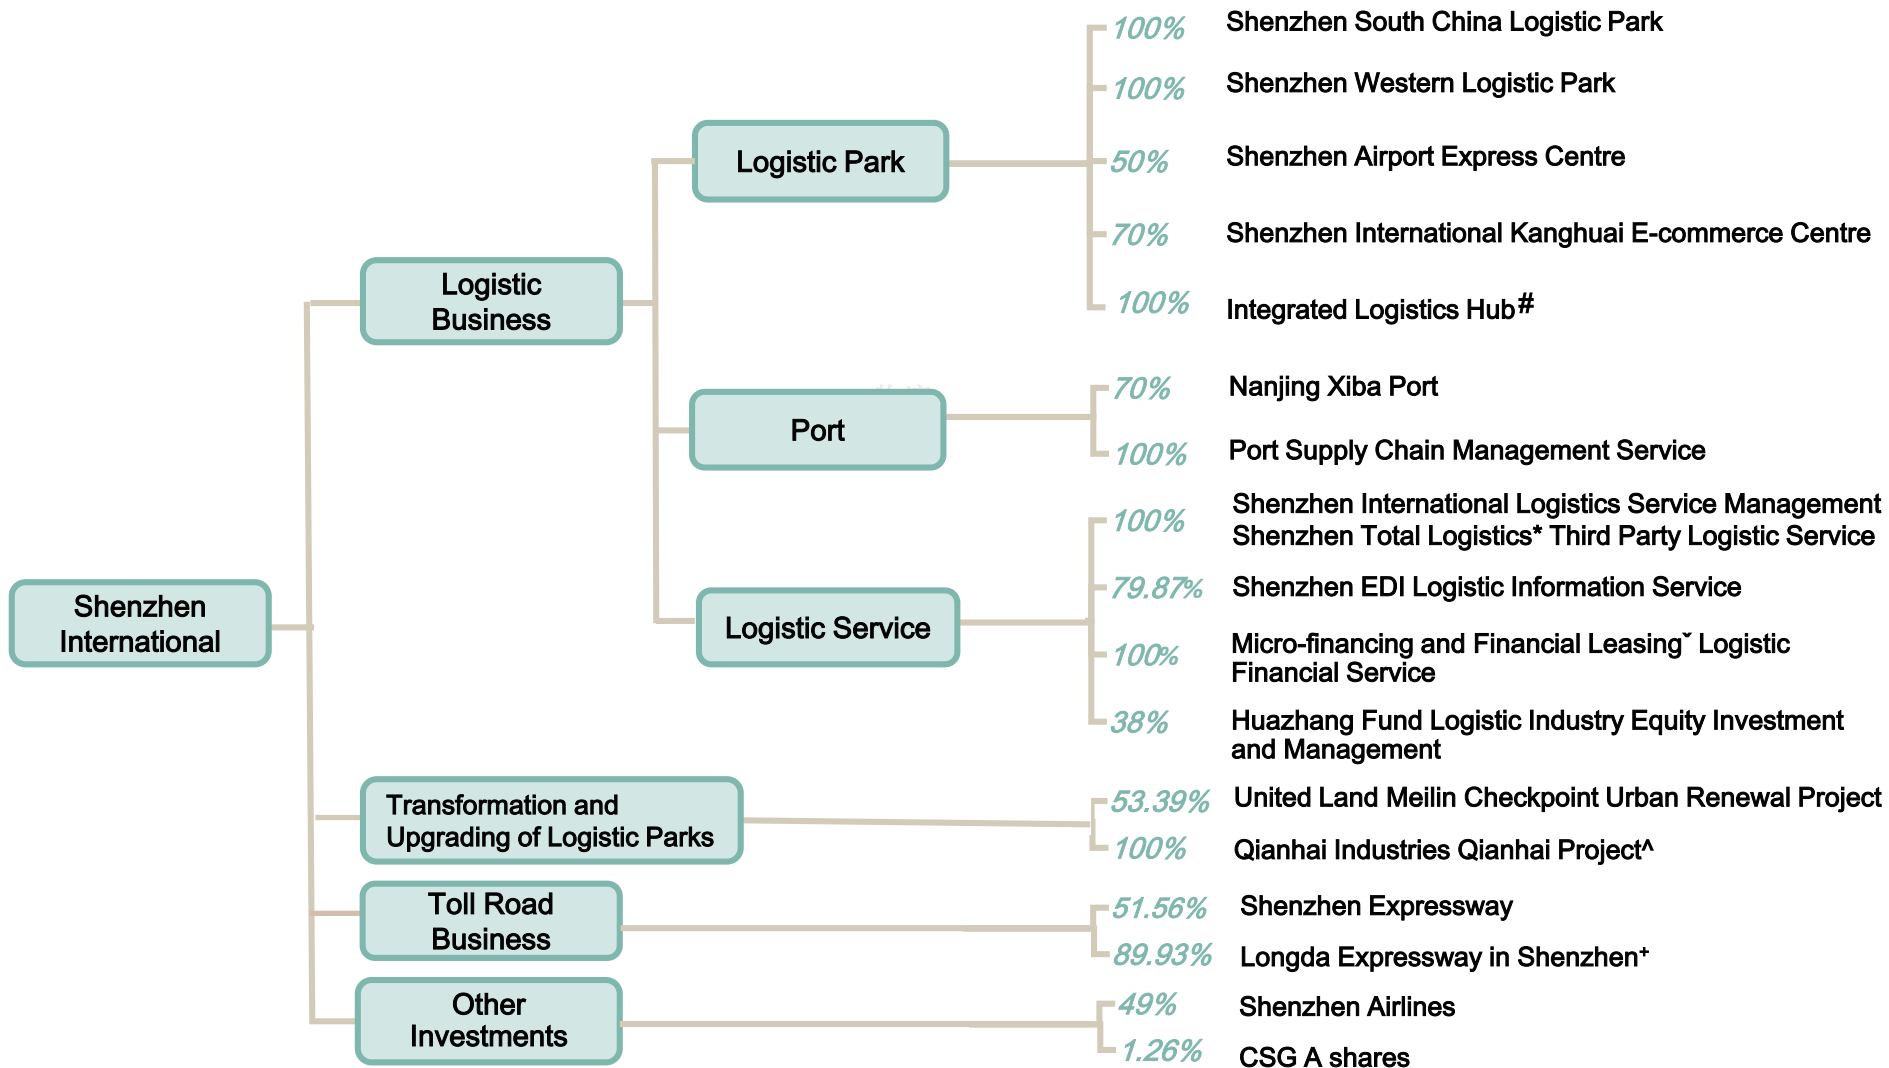 Shenzhen
International
Logistic
Business
Logistic Park
100% Shenzhen South China Logistic Park
100% Shenzhen Western Logistic Park
50% Shenzhen Airport Express Centre
70% Shenzhen International Kanghuai E-commerce Centre
100% Integrated Logistics Hub#
Port
70% Nanjing Xiba Port
100% Port Supply Chain Management Service
Logistic Service
100% Shenzhen International Logistics Service Management
Shenzhen Total Logistics* Third Party Logistic Service
79.87% Shenzhen EDI Logistic Information Service
100% Micro-financing and Financial Leasingˇ Logistic
Financial Service
38% Huazhang Fund Logistic Industry Equity Investment
and Management
Transformation and
Upgrading of Logistic Parks
53.39% United Land Meilin Checkpoint Urban Renewal Project
100% Qianhai Industries Qianhai Project^
Toll Road
Business
51.56% Shenzhen Expressway
89.93% Longda Expressway in Shenzhen+
Other
Investments
49% Shenzhen Airlines
1.26% CSG A shares